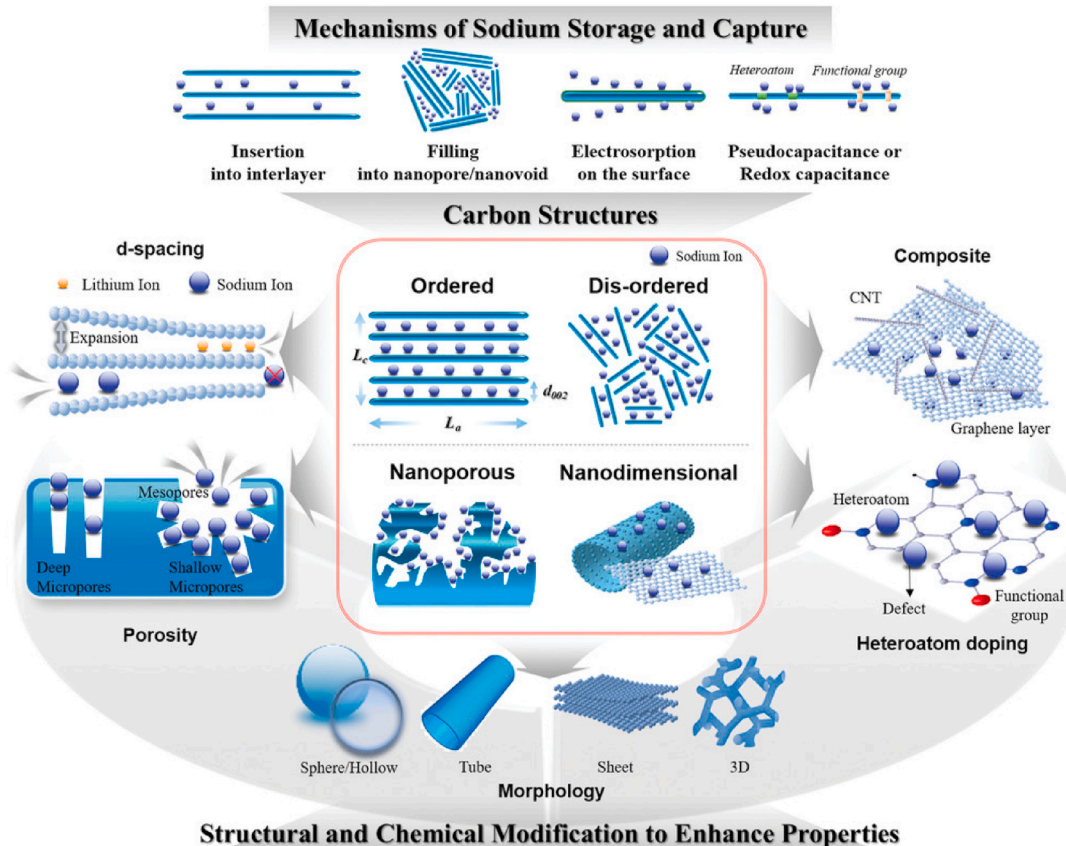 Mechanisms of Sodium Storage and Capture
Heteroatom
Functional group
Insertion
into interlayer
Filling
into nanopore/nanovoid
Electrosorption
on the surface
Pseudocapacitance or
Redox capacitance
Carbon Structures
d-spacing
Lithium Ion
Sodium Ion
Expansion
Sodium Ion
Ordered
Dis-ordered
Lc
d002
La
Nanoporous
Nanodimensional
Composite
CNT
Graphene layer
Mesopores
Deep
Micropores
Shallow
Micropores
Porosity
Heteroatom
Defect
Functional
group
Heteroatom doping
Sphere/Hollow
Tube
Sheet
3D
Morphology
Structural and Chemical Modification to Enhance Properties